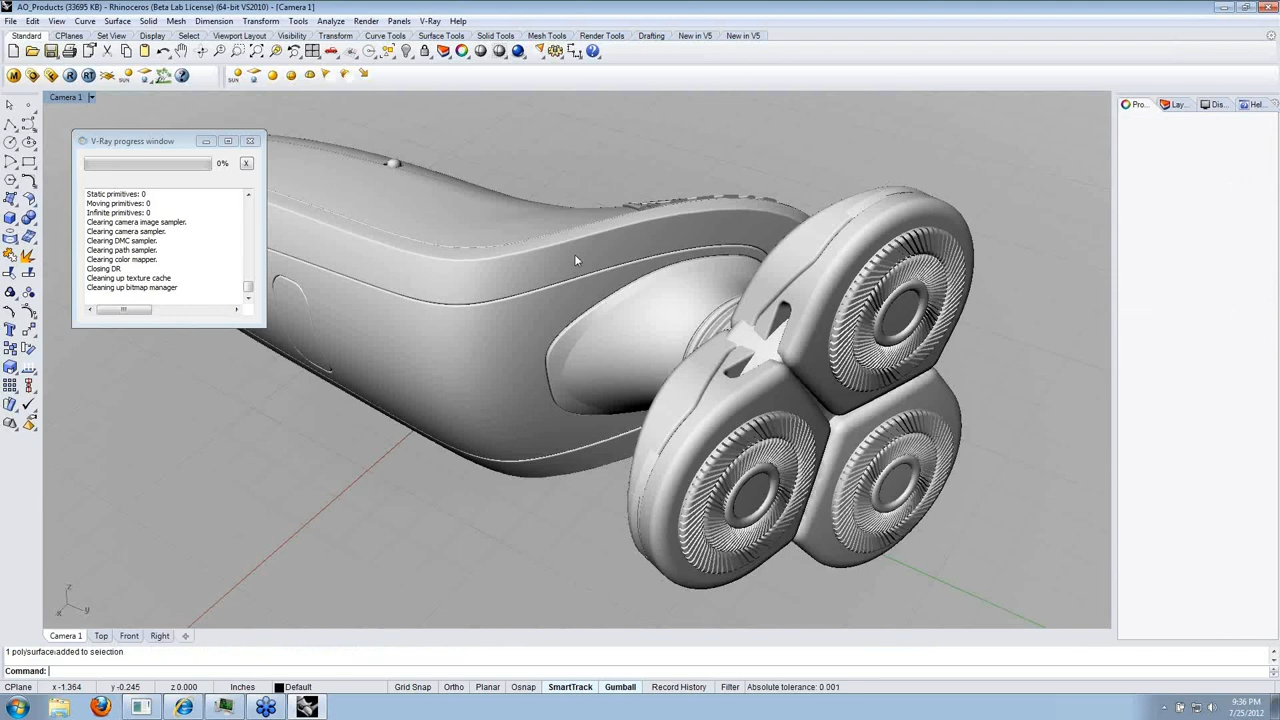 AO_Products (33695 KB) - Rhinoceros (Beta Lab License) (64-bit VS2010) - [Camera 1]
File Edit View Curve Surface Solid Mesh Dimension Transform Tools Analyze Render Panels V-Ray Help
Standard CPlanes Set View Display Select Viewport Layout Visibility Transform Curve Tools Surface Tools Solid Tools Mesh Tools Render Tools Drafting New in V5 New in V5
M R RT SUN SUN
Camera 1
Pro... Lay... Dis... Hel...
V-Ray progress window
0% X
Static primitives: 0
Moving primitives: 0
Infinite primitives: 0
Clearing camera image sampler.
Clearing camera sampler.
Clearing DMC sampler.
Clearing path sampler.
Clearing color mapper.
Closing DR
Cleaning up texture cache
Cleaning up bitmap manager
z
x y
Camera 1 Top Front Right
1 polysurface added to selection
Command:
CPlane x -1.364 y -0.245 z 0.000 Inches Default Grid Snap Ortho Planar Osnap SmartTrack Gumball Record History Filter Absolute tolerance: 0.001
9:36 PM
7/25/2012